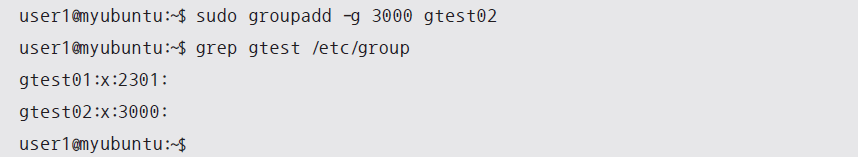 user1@myubuntu:~$ sudo groupadd -g 3000 gtest02
user1@myubuntu:~$ grep gtest /etc/group
gtest01:x:2301:
gtest02:x:3000:
user1@myubuntu:~$